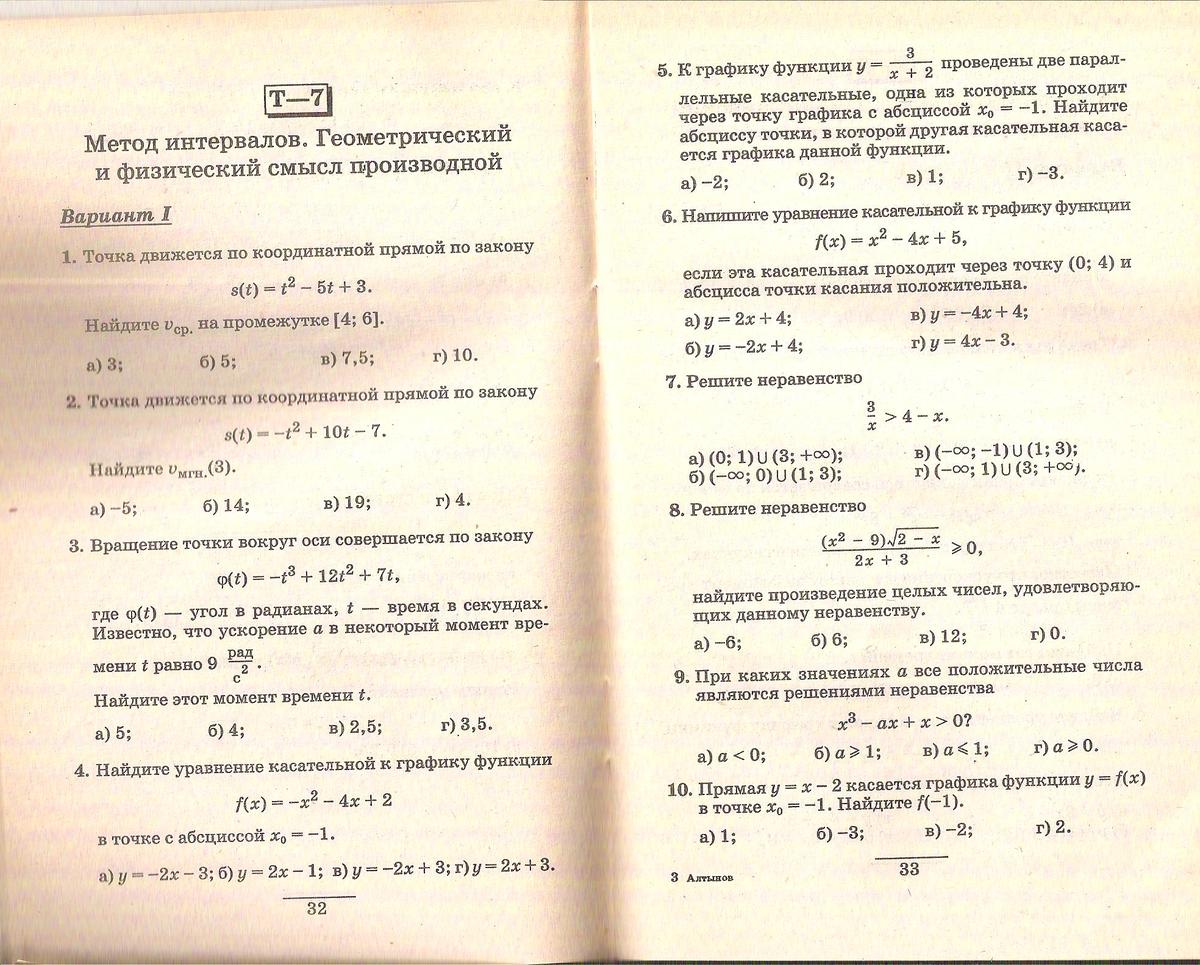 Т—7
Метод интервалов. Геометрический
и физический смысл производной
Вариант I
1. Точка движется по координатной прямой по закону
s(t) = t² – 5t + 3.
Найдите vср. на промежутке [4; 6].
а) 3; б) 5; в) 7,5; г) 10.
2. Точка движется по координатной прямой по закону
s(t) = –t² + 10t – 7.
Найдите vмгн.(3).
а) –5; б) 14; в) 19; г) 4.
3. Вращение точки вокруг оси совершается по закону
φ(t) = –t³ + 12t² + 7t,
где φ(t) — угол в радианах, t — время в секундах.
Известно, что ускорение a в некоторый момент вре-
мени t равно 9 рад/с².
Найдите этот момент времени t.
а) 5; б) 4; в) 2,5; г) 3,5.
4. Найдите уравнение касательной к графику функции
f(x) = –x² – 4x + 2
в точке с абсциссой x₀ = –1.
а) y = –2x – 3; б) y = 2x – 1; в) y = –2x + 3; г) y = 2x + 3.
32
5. К графику функции y = 3/(x + 2) проведены две парал-
лельные касательные, одна из которых проходит
через точку графика с абсциссой x₀ = –1. Найдите
абсциссу точки, в которой другая касательная каса-
ется графика данной функции.
а) –2; б) 2; в) 1; г) –3.
6. Напишите уравнение касательной к графику функции
f(x) = x² – 4x + 5,
если эта касательная проходит через точку (0; 4) и
абсцисса точки касания положительна.
а) y = 2x + 4; в) y = –4x + 4;
б) y = –2x + 4; г) y = 4x – 3.
7. Решите неравенство
3/x > 4 – x.
а) (0; 1) ∪ (3; +∞); в) (–∞; –1) ∪ (1; 3);
б) (–∞; 0) ∪ (1; 3); г) (–∞; 1) ∪ (3; +∞).
8. Решите неравенство
(x² – 9)√(2 – x)/(2x + 3) ⩾ 0,
найдите произведение целых чисел, удовлетворяю-
щих данному неравенству.
а) –6; б) 6; в) 12; г) 0.
9. При каких значениях a все положительные числа
являются решениями неравенства
x³ – ax + x > 0?
а) a < 0; б) a ⩾ 1; в) a ⩽ 1; г) a ⩾ 0.
10. Прямая y = x – 2 касается графика функции y = f(x)
в точке x₀ = –1. Найдите f(–1).
а) 1; б) –3; в) –2; г) 2.
33
3 Алтынов